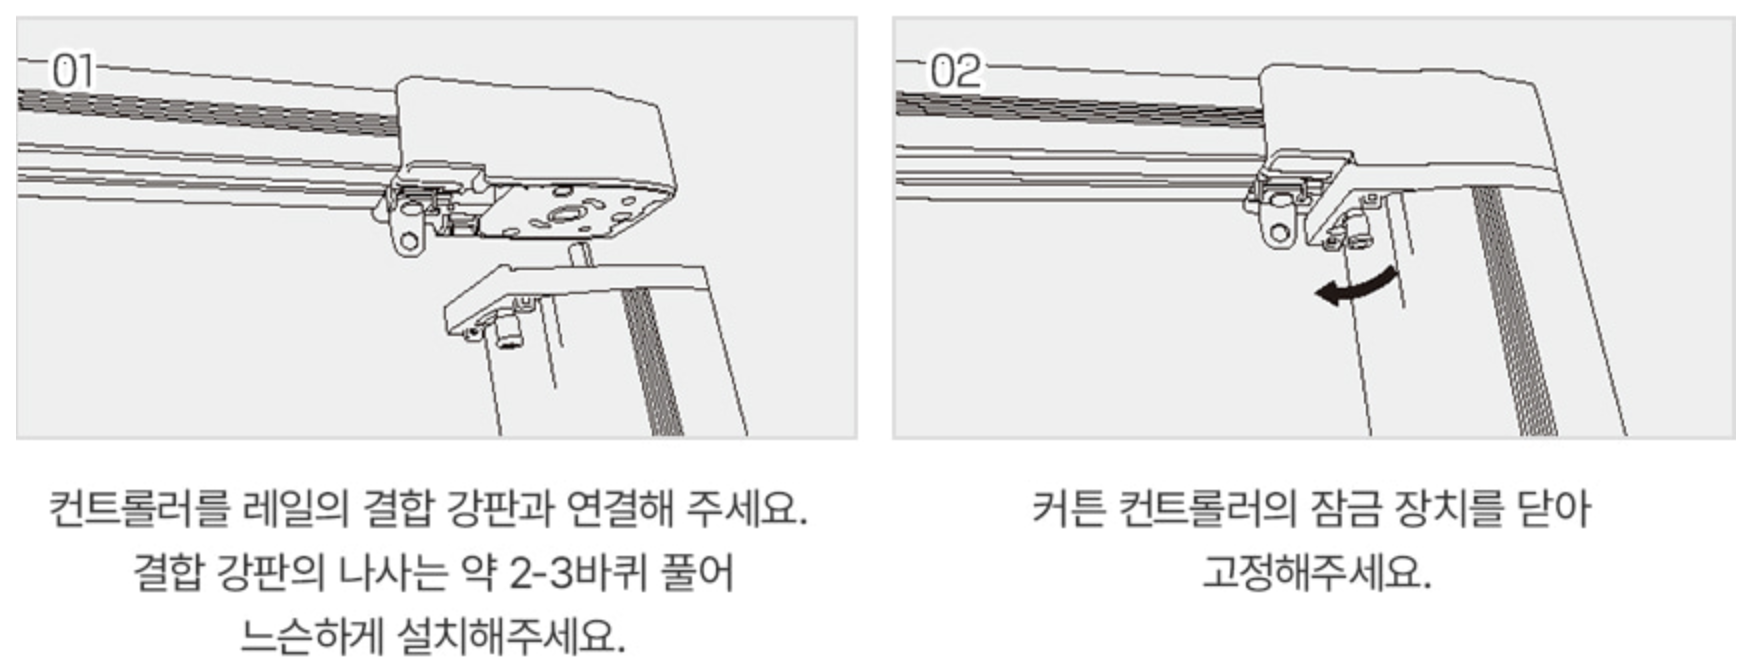 01
컨트롤러를 레일의 결합 강판과 연결해 주세요.
결합 강판의 나사는 약 2-3바퀴 풀어
느슨하게 설치해주세요.
02
커튼 컨트롤러의 잠금 장치를 닫아
고정해주세요.